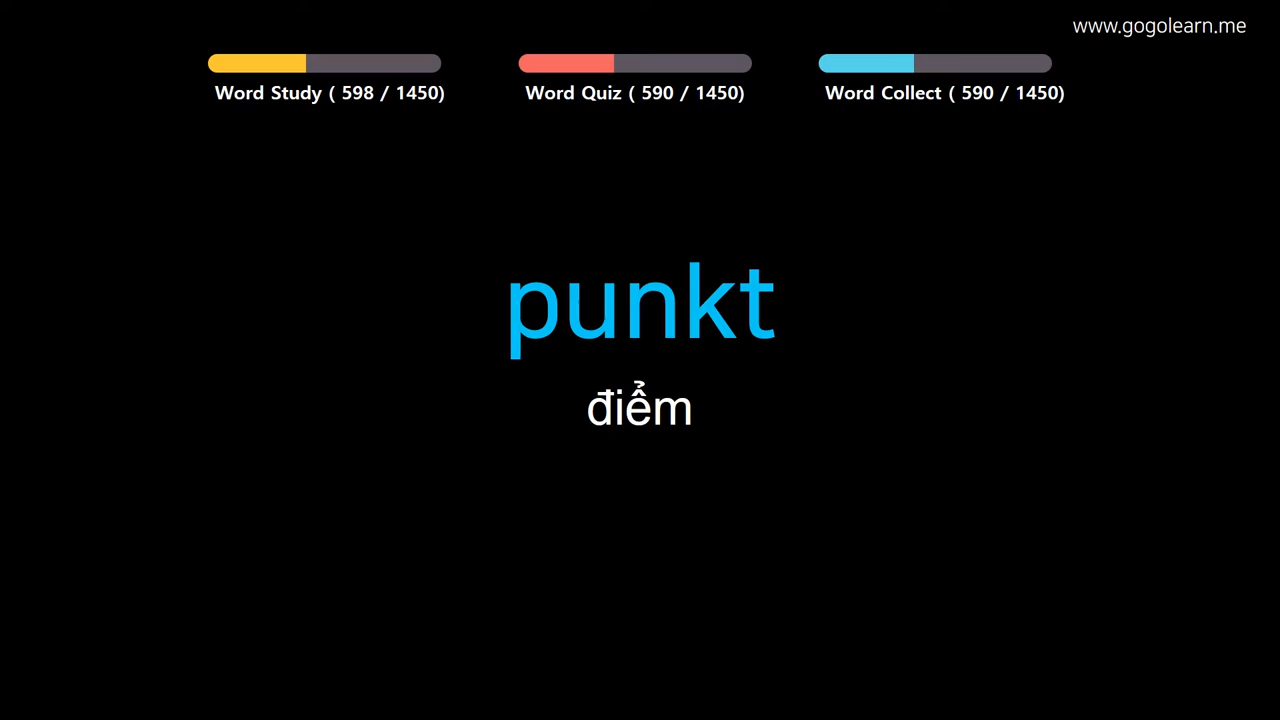 www.gogolearn.me
Word Study ( 598 / 1450)
Word Quiz ( 590 / 1450)
Word Collect ( 590 / 1450)
punkt
điểm